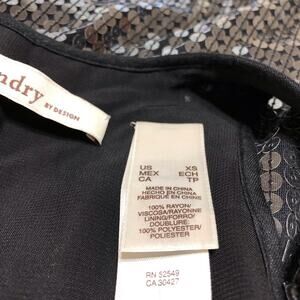 ndry
BY DESIGN
US XS
MEX ECH
CA TP
MADE IN CHINA
HECHO EN CHINA
FABRIQUÉ EN CHINE
100% RAYON/
VISCOSA/RAYONNE
LINING/FORRO/
DOUBLURE:
100% POLYESTER/
POLIESTER
RN 52549
CA 30427